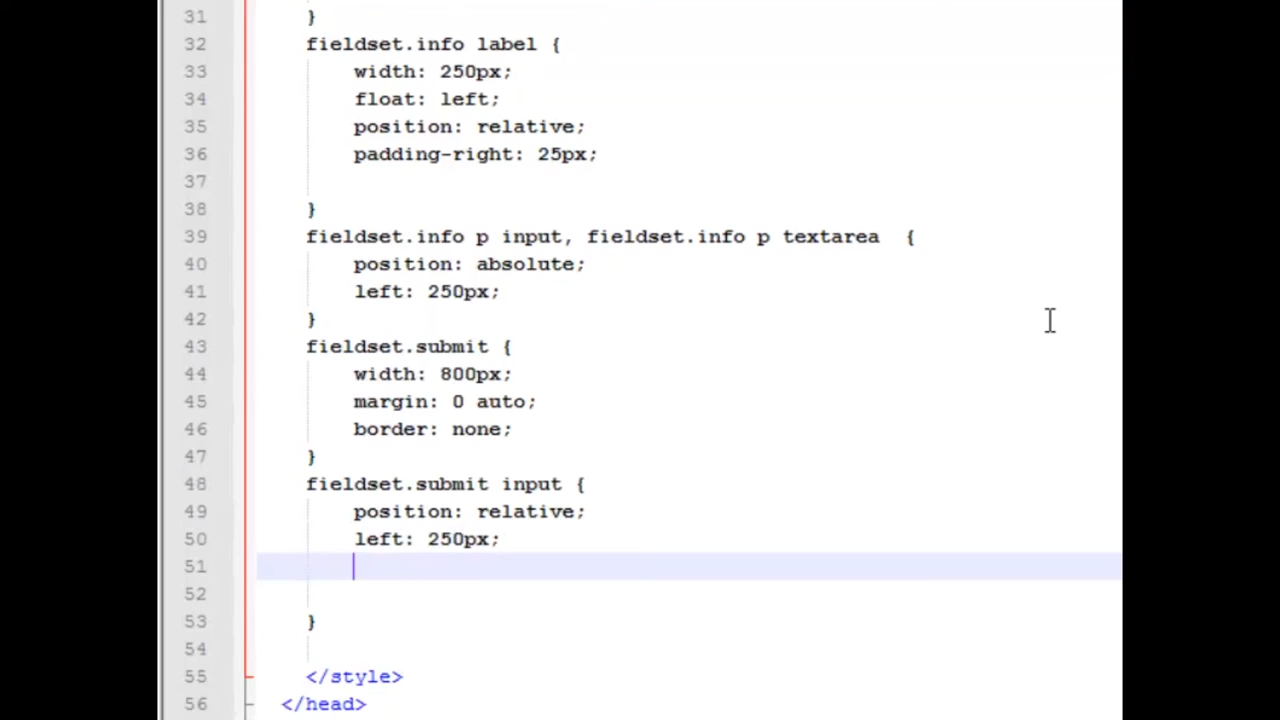 31 }
32 fieldset.info label {
33 width: 250px;
34 float: left;
35 position: relative;
36 padding-right: 25px;
37
38 }
39 fieldset.info p input, fieldset.info p textarea  {
40 position: absolute;
41 left: 250px;
42 }
43 fieldset.submit {
44 width: 800px;
45 margin: 0 auto;
46 border: none;
47 }
48 fieldset.submit input {
49 position: relative;
50 left: 250px;
51
52
53 }
54
55 </style>
56 </head>